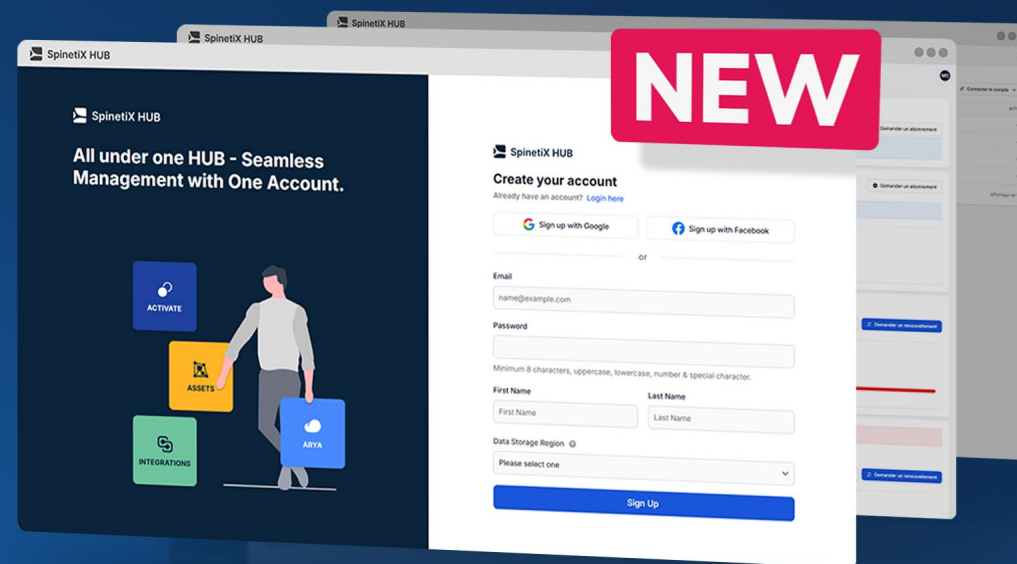 SpinetiX HUB
SpinetiX HUB
SpinetiX HUB
NEW
SpinetiX HUB
All under one HUB - Seamless
Management with One Account.
ACTIVATE
ASSETS
INTEGRATIONS
ARYA
SpinetiX HUB
Create your account
Already have an account? Login here
Sign up with Google
Sign up with Facebook
or
Email
name@example.com
Password
Minimum 8 characters, uppercase, lowercase, number & special character.
First Name
Last Name
First Name
Last Name
Data Storage Region
Please select one
Sign Up
MD
Connecter le compte
Demander un abonnement
Demander un abonnement
Demander un renouvellement
Demander un renouvellement